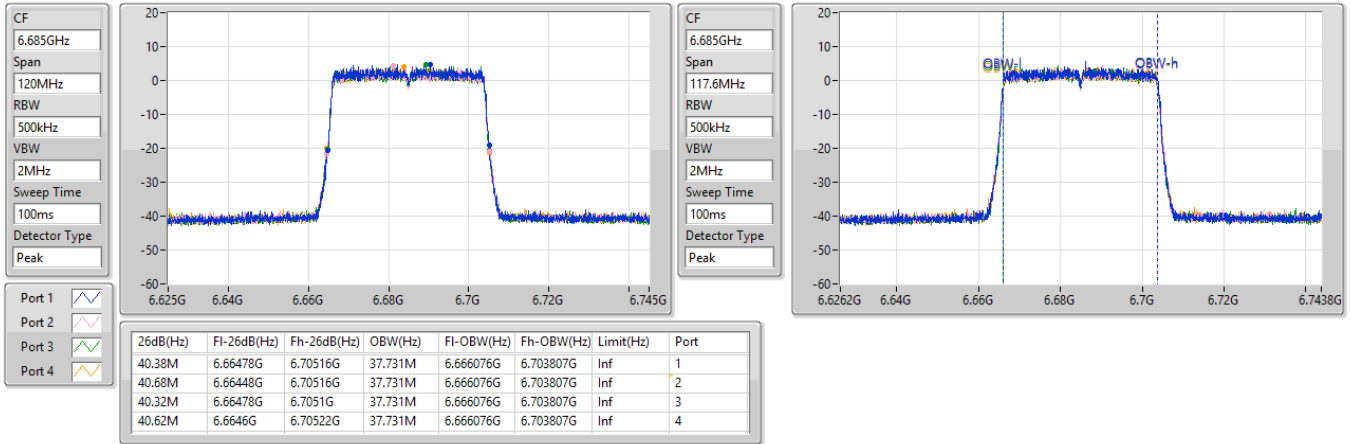 CF
6.685GHz
Span
120MHz
RBW
500kHz
VBW
2MHz
Sweep Time
100ms
Detector Type
Peak
20
10
0
-10
-20
-30
-40
-50
-60
6.625G 6.64G 6.66G 6.68G 6.7G 6.72G 6.745G
CF
6.685GHz
Span
117.6MHz
RBW
500kHz
VBW
2MHz
Sweep Time
100ms
Detector Type
Peak
20
10
0
-10
-20
-30
-40
-50
-60
OBW-l OBW-h
6.6262G 6.64G 6.66G 6.68G 6.7G 6.72G 6.7438G
Port 1
Port 2
Port 3
Port 4
26dB(Hz) Fl-26dB(Hz) Fh-26dB(Hz) OBW(Hz) Fl-OBW(Hz) Fh-OBW(Hz) Limit(Hz) Port
40.38M 6.66478G 6.70516G 37.731M 6.666076G 6.703807G Inf 1
40.68M 6.66448G 6.70516G 37.731M 6.666076G 6.703807G Inf 2
40.32M 6.66478G 6.7051G 37.731M 6.666076G 6.703807G Inf 3
40.62M 6.6646G 6.70522G 37.731M 6.666076G 6.703807G Inf 4